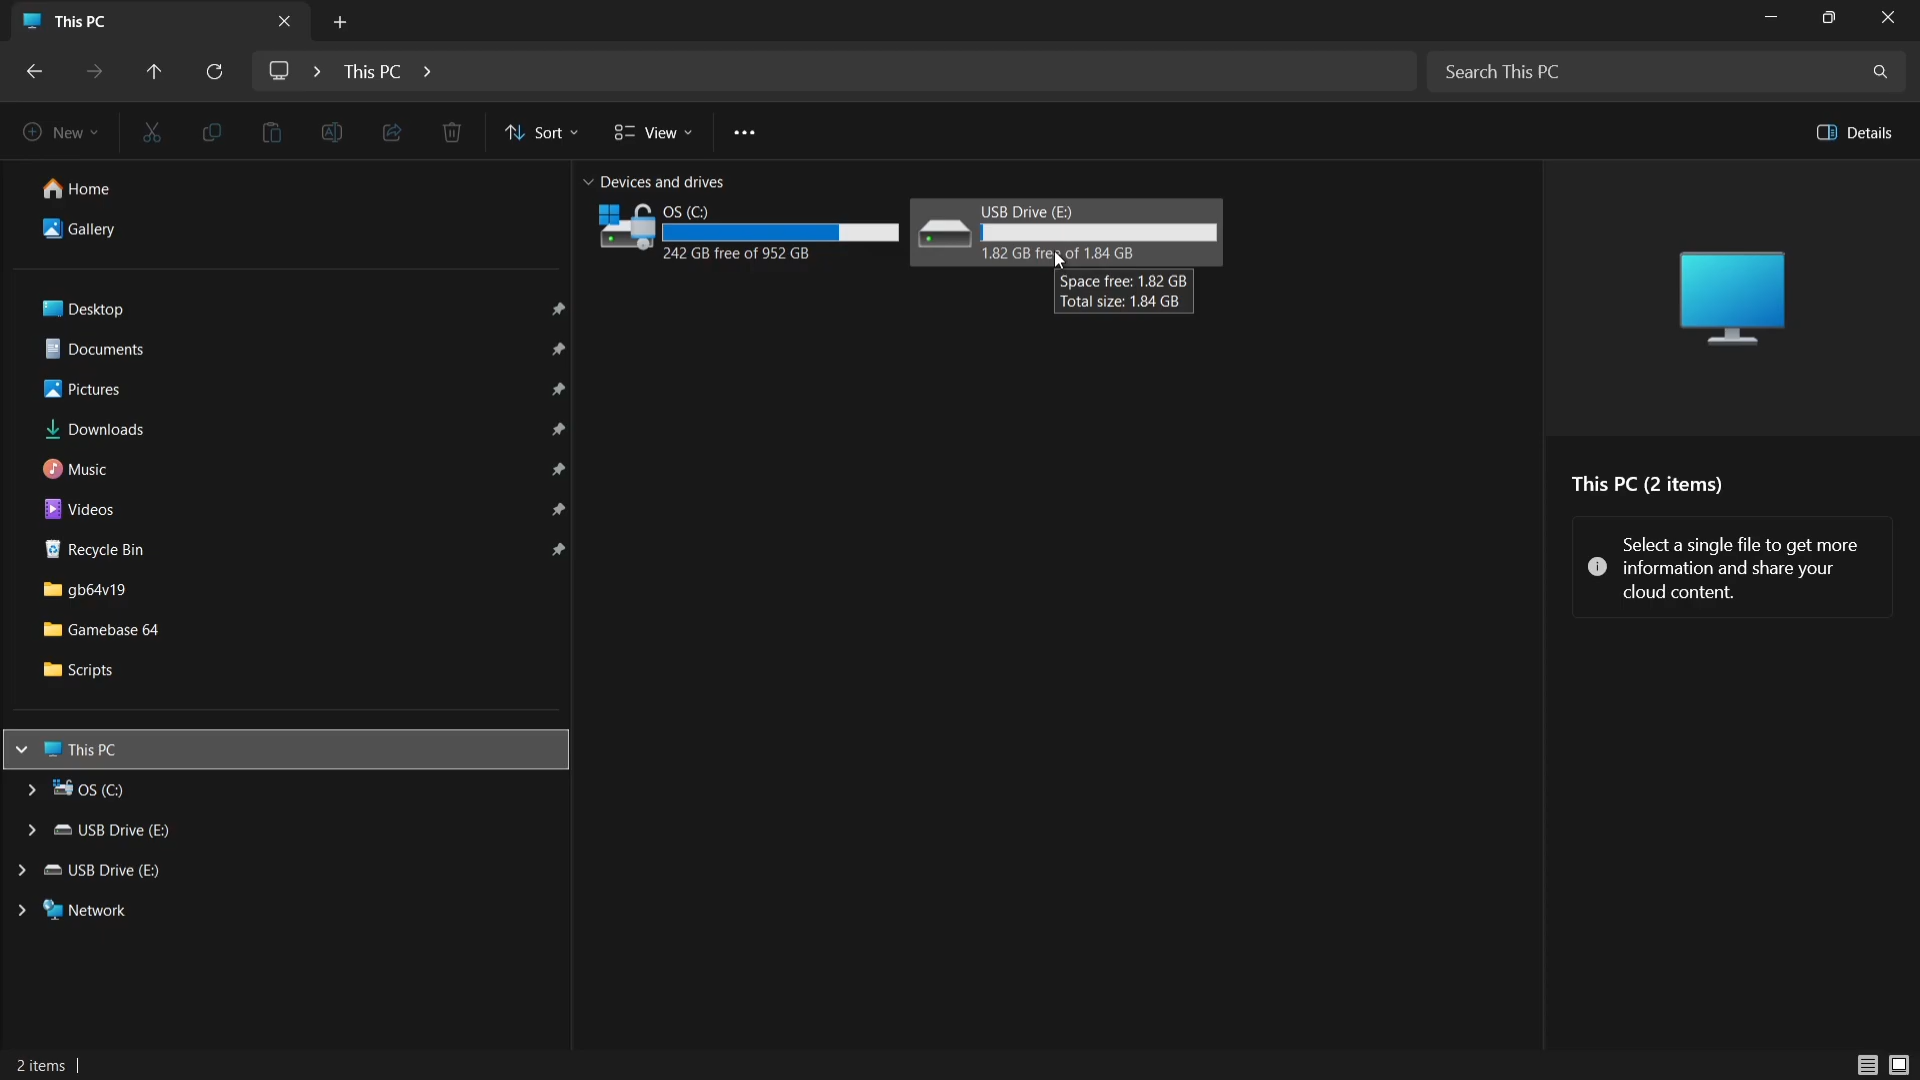 This PC
This PC
Search This PC
New
Sort
View
Details
Home
Gallery
Desktop
Documents
Pictures
Downloads
Music
Videos
Recycle Bin
gb64v19
Gamebase 64
Scripts
This PC
OS (C:)
USB Drive (E:)
USB Drive (E:)
Network
Devices and drives
OS (C:)
242 GB free of 952 GB
USB Drive (E:)
1.82 GB free of 1.84 GB
Space free: 1.82 GB
Total size: 1.84 GB
This PC (2 items)
Select a single file to get more
information and share your
cloud content.
2 items